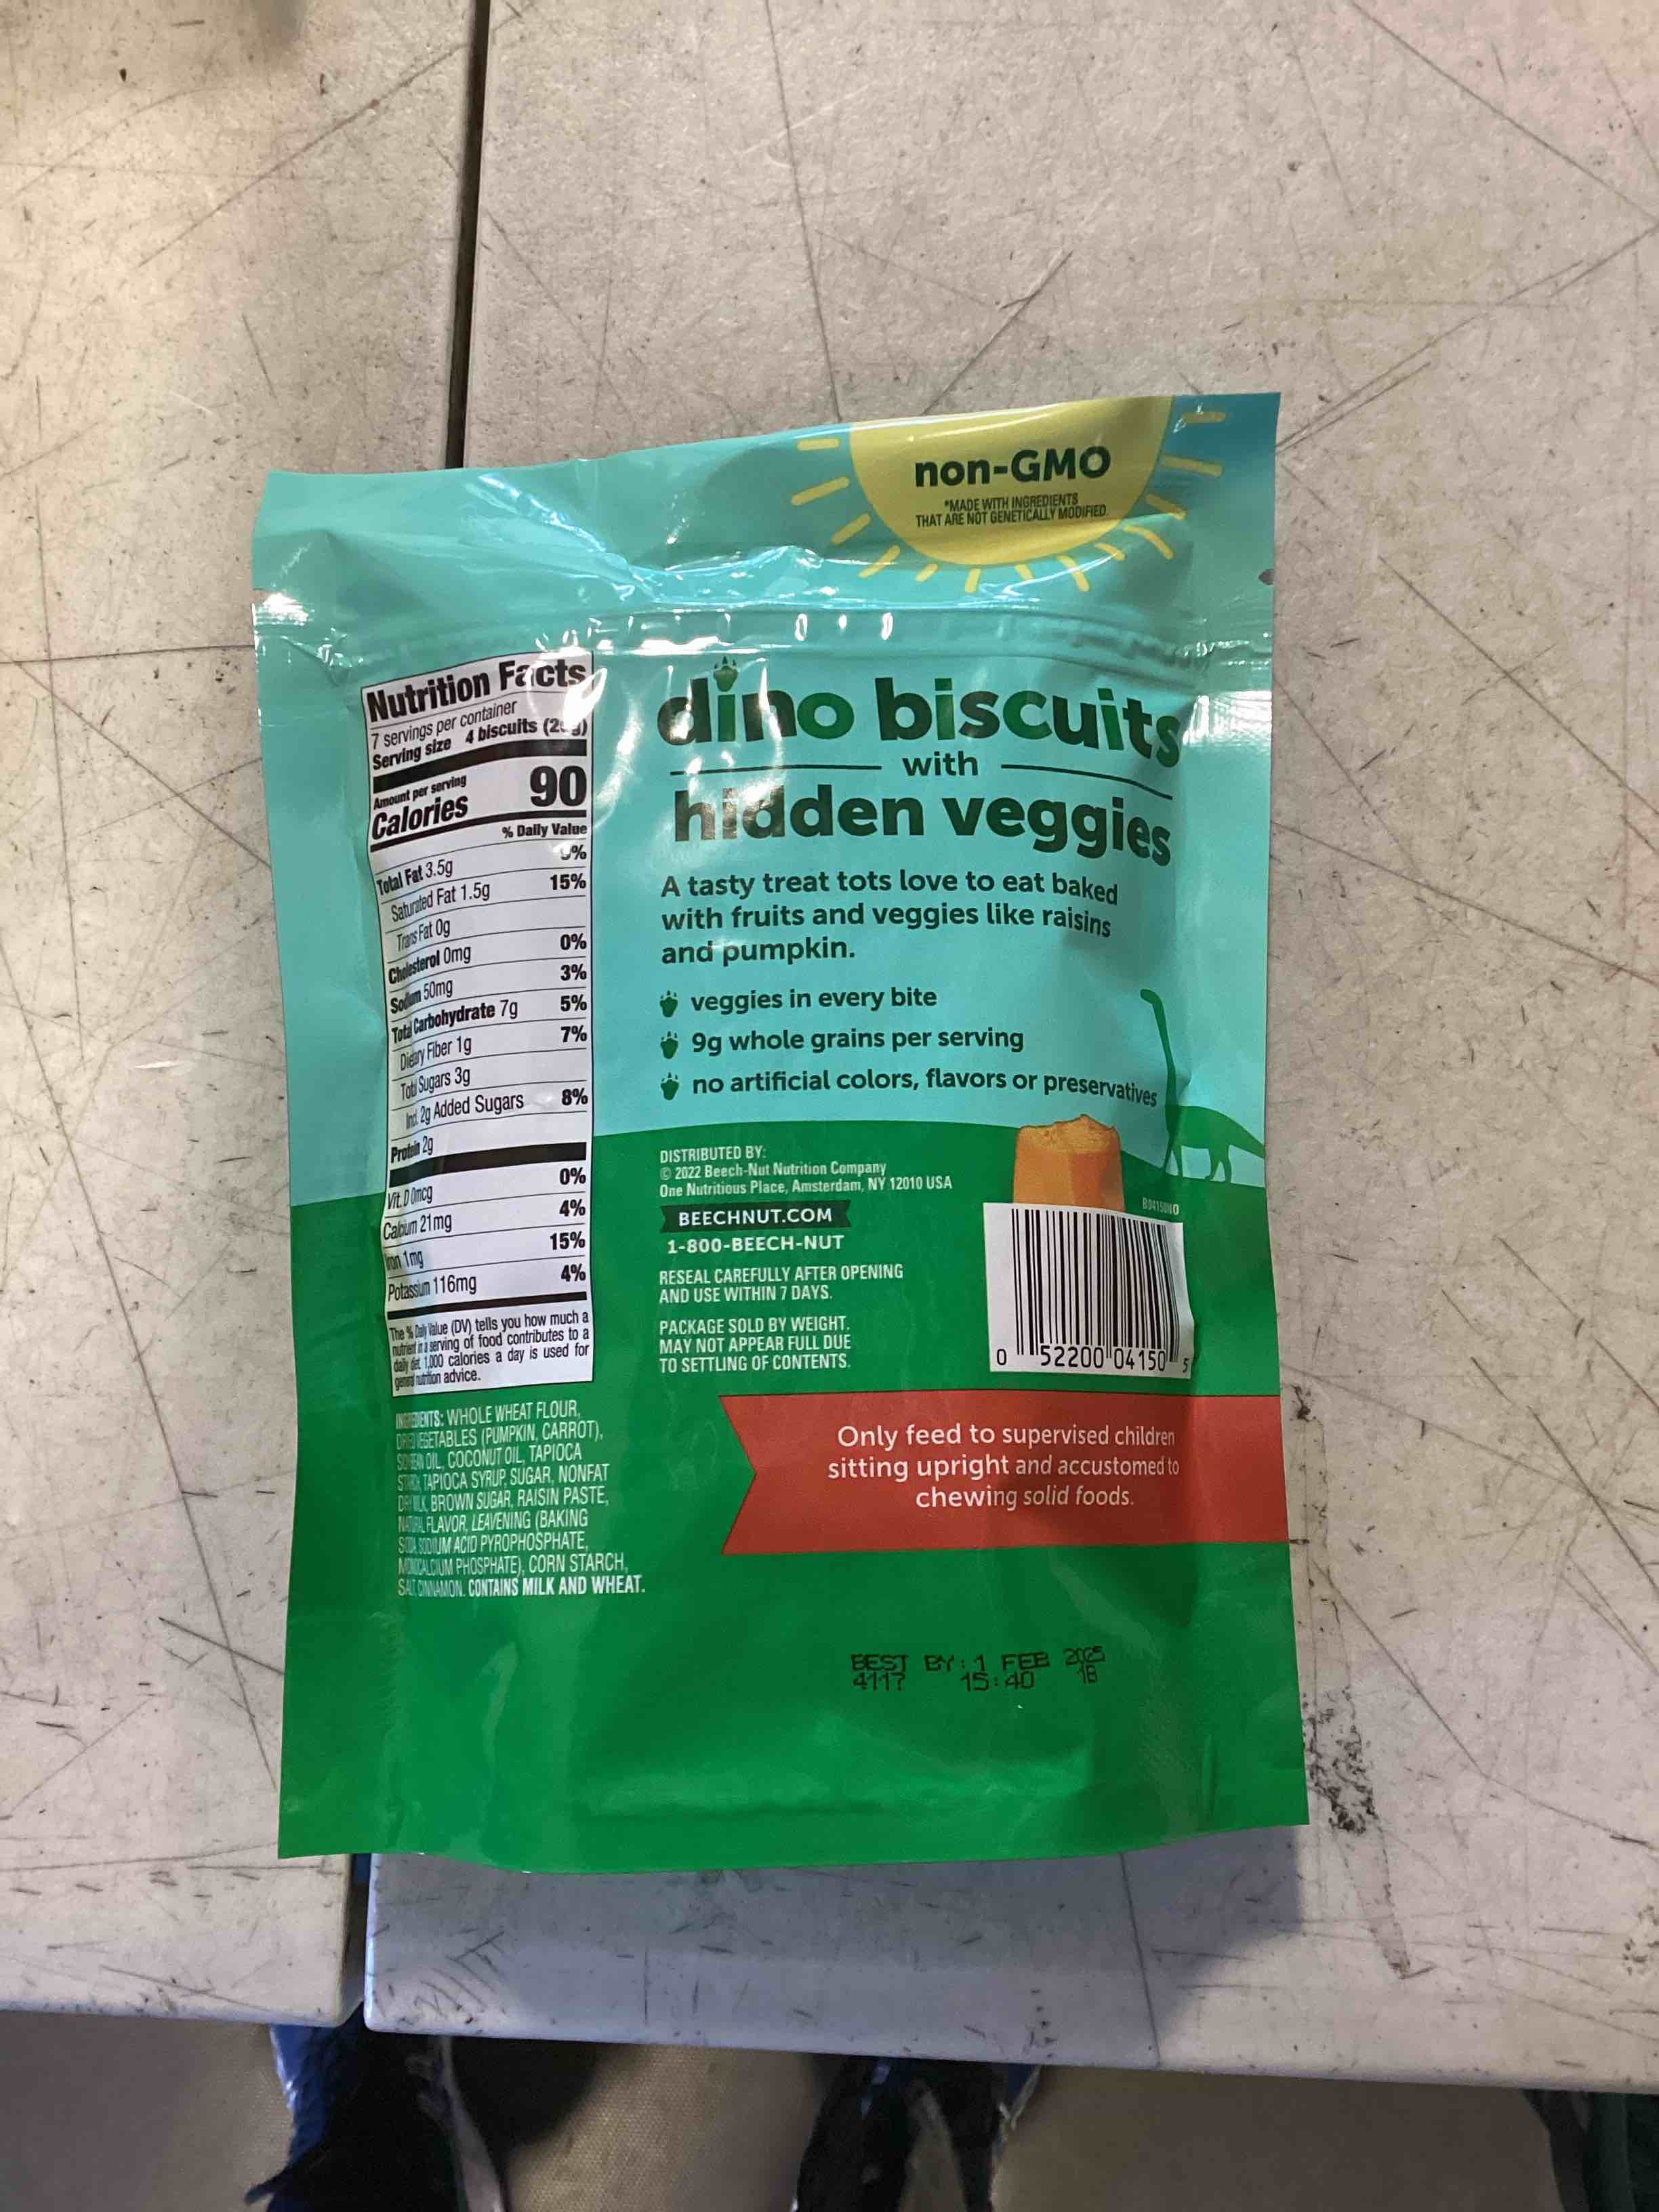 non-GMO
*MADE WITH INGREDIENTS
THAT ARE NOT GENETICALLY MODIFIED.
Nutrition Facts
7 servings per container
Serving size 4 biscuits
Amount per serving
Calories 90
% Daily Value
Total Fat 3.5g
Saturated Fat 1.5g 15%
Trans Fat 0g
Cholesterol 0mg 0%
Sodium 50mg 3%
Total Carbohydrate 7g 5%
Dietary Fiber 1g 7%
Total Sugars 3g
Incl. 2g Added Sugars 8%
Protein 2g
Vit. D 0mcg 0%
Calcium 21mg 4%
Iron 1mg 15%
Potassium 116mg 4%
The % Daily Value (DV) tells you how much a
nutrient in a serving of food contributes to a
daily diet. 1,000 calories a day is used for
general nutrition advice.
INGREDIENTS: WHOLE WHEAT FLOUR,
DRIED VEGETABLES (PUMPKIN, CARROT),
SOYBEAN OIL, COCONUT OIL, TAPIOCA
STARCH, TAPIOCA SYRUP, SUGAR, NONFAT
DRY MILK, BROWN SUGAR, RAISIN PASTE,
NATURAL FLAVOR, LEAVENING (BAKING
SODA, SODIUM ACID PYROPHOSPHATE,
MONOCALCIUM PHOSPHATE), CORN STARCH,
SALT, CINNAMON. CONTAINS MILK AND WHEAT.
dino biscuits
with
hidden veggies
A tasty treat tots love to eat baked
with fruits and veggies like raisins
and pumpkin.
veggies in every bite
9g whole grains per serving
no artificial colors, flavors or preservatives
DISTRIBUTED BY:
© 2022 Beech-Nut Nutrition Company
One Nutritious Place, Amsterdam, NY 12010 USA
BEECHNUT.COM
1-800-BEECH-NUT
RESEAL CAREFULLY AFTER OPENING
AND USE WITHIN 7 DAYS.
PACKAGE SOLD BY WEIGHT.
MAY NOT APPEAR FULL DUE
TO SETTLING OF CONTENTS.
0 52200 04150 5
Only feed to supervised children
sitting upright and accustomed to
chewing solid foods.
BEST BY: 1 FEB 2025
4117 15:40 1B